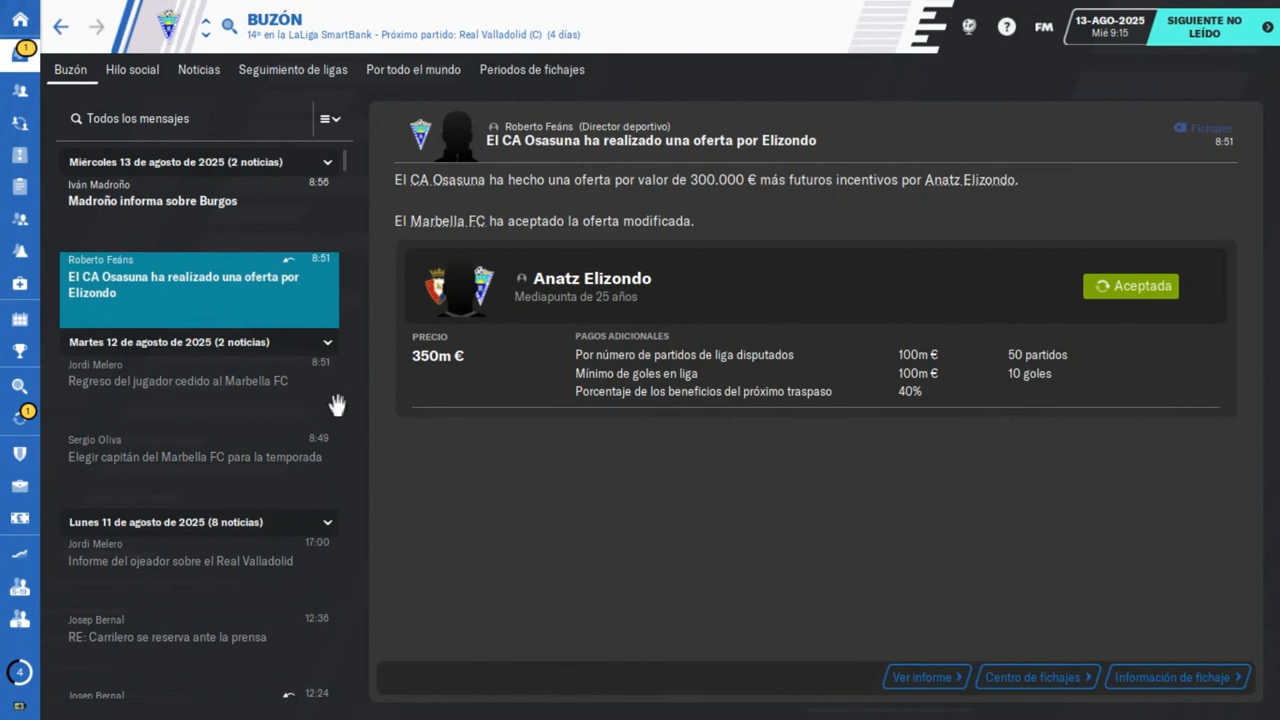 BUZÓN
14º en la LaLiga SmartBank - Próximo partido: Real Valladolid (C) (4 días)
FM
13-AGO-2025
Mié 9:15
SIGUIENTE NO
LEÍDO
1
Buzón
Hilo social
Noticias
Seguimiento de ligas
Por todo el mundo
Periodos de fichajes
Todos los mensajes
Miércoles 13 de agosto de 2025 (2 noticias)
Iván Madroño
8:56
Madroño informa sobre Burgos
Roberto Feáns
8:51
El CA Osasuna ha realizado una oferta por
Elizondo
Martes 12 de agosto de 2025 (2 noticias)
Jordi Melero
8:51
Regreso del jugador cedido al Marbella FC
Sergio Oliva
8:49
Elegir capitán del Marbella FC para la temporada
Lunes 11 de agosto de 2025 (8 noticias)
Jordi Melero
17:00
Informe del ojeador sobre el Real Valladolid
Josep Bernal
12:36
RE: Carrilero se reserva ante la prensa
Josep Bernal
12:24
1
4
Roberto Feáns (Director deportivo)
El CA Osasuna ha realizado una oferta por Elizondo
Fichajes
8:51
El CA Osasuna ha hecho una oferta por valor de 300.000 € más futuros incentivos por Anatz Elizondo.
El Marbella FC ha aceptado la oferta modificada.
Anatz Elizondo
Mediapunta de 25 años
Aceptada
PRECIO
350m €
PAGOS ADICIONALES
Por número de partidos de liga disputados 100m € 50 partidos
Mínimo de goles en liga 100m € 10 goles
Porcentaje de los beneficios del próximo traspaso 40%
Ver informe
Centro de fichajes
Información de fichaje